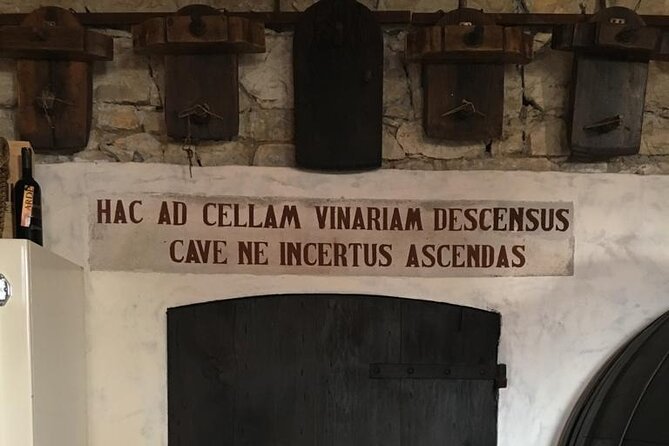 HAC AD CELLAM VINARIAM DESCENSUS
CAVE NE INCERTUS ASCENDAS